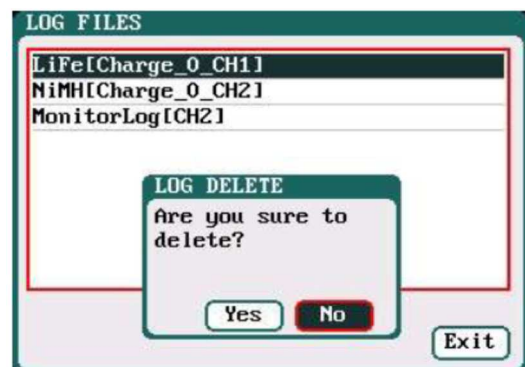 LOG FILES
LiFe[Charge_0_CH1]
NiMH[Charge_0_CH2]
MonitorLog[CH2]
LOG DELETE
Are you sure to
delete?
Yes No
Exit